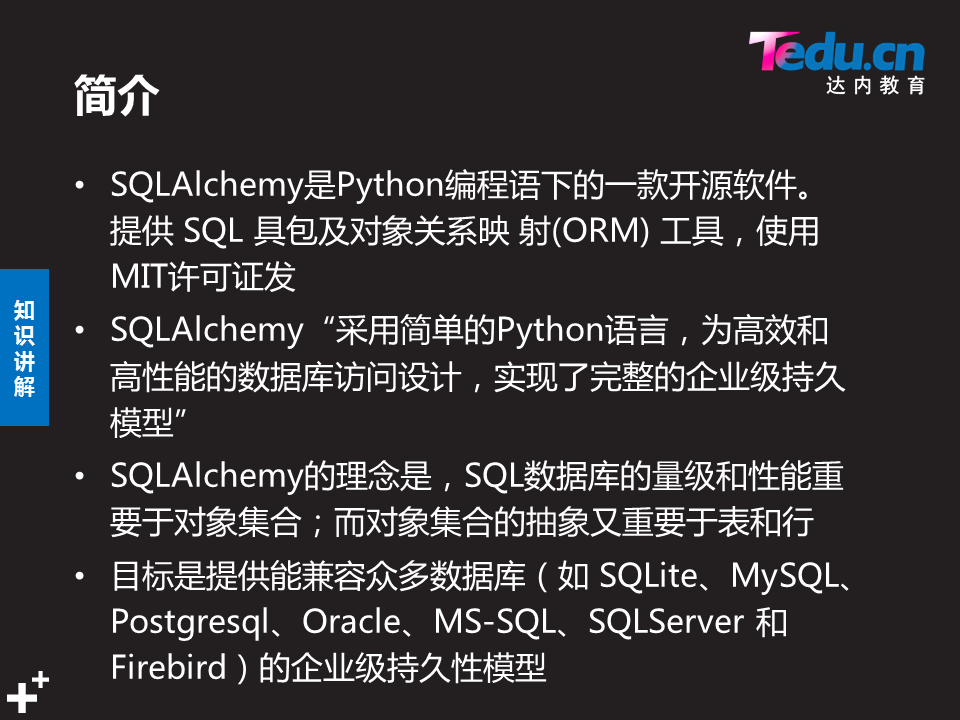 Tedu.cn
达内教育
简介
• SQLAlchemy是Python编程语下的一款开源软件。
提供 SQL 具包及对象关系映 射(ORM) 工具，使用
MIT许可证发
• SQLAlchemy“采用简单的Python语言，为高效和
高性能的数据库访问设计，实现了完整的企业级持久
模型”
• SQLAlchemy的理念是，SQL数据库的量级和性能重
要于对象集合；而对象集合的抽象又重要于表和行
• 目标是提供能兼容众多数据库（如 SQLite、MySQL、
Postgresql、Oracle、MS-SQL、SQLServer 和
Firebird）的企业级持久性模型
知
识
讲
解